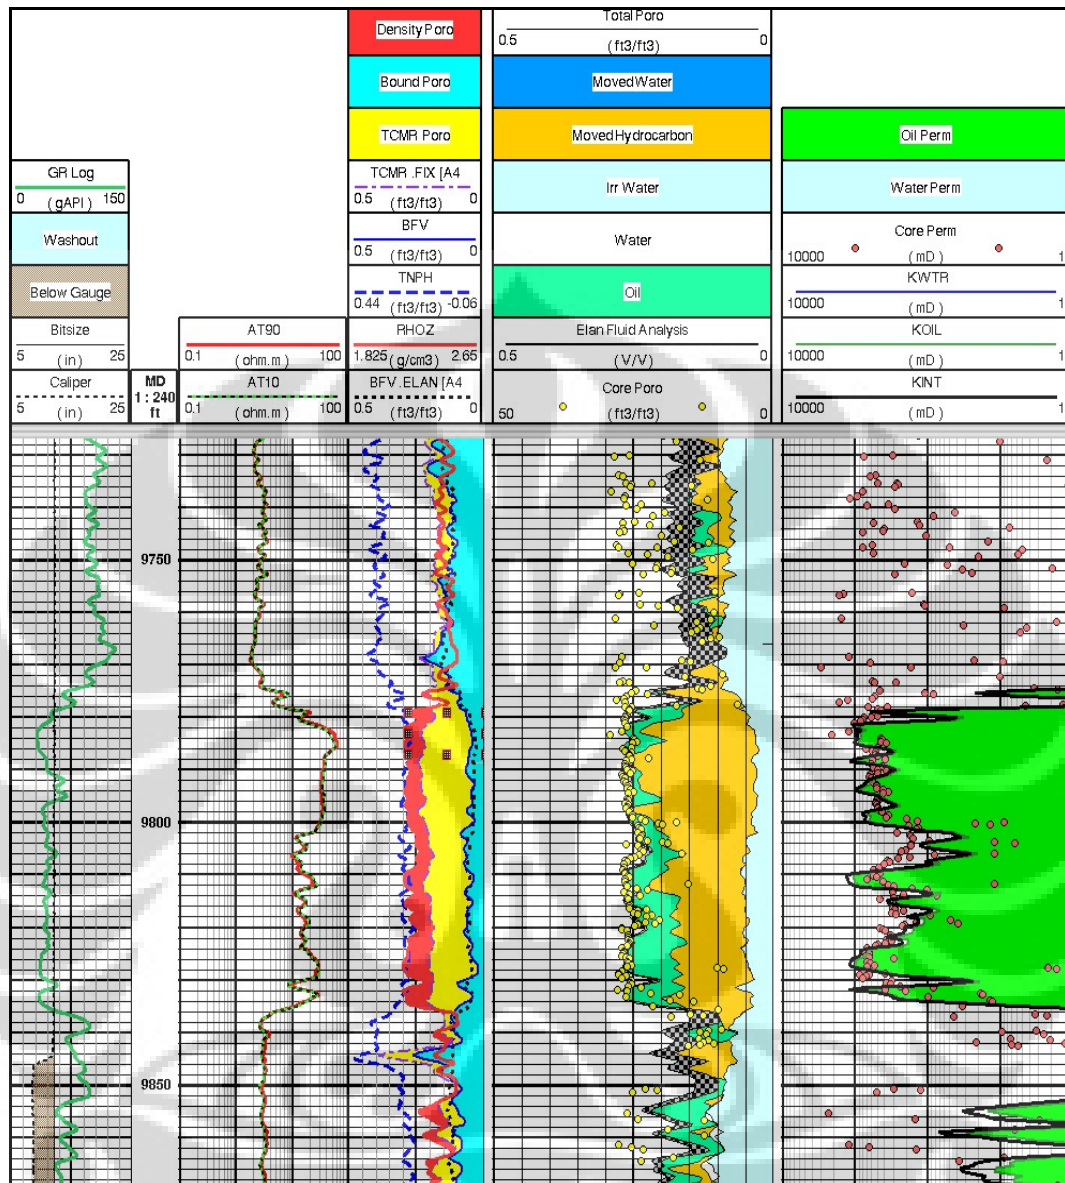 Density Poro
Bound Poro
TCMR Poro
TCMR .FIX [A4
0.5 (ft3/ft3) 0
BFV
0.5 (ft3/ft3) 0
TNPH
0.44 (ft3/ft3) -0.06
RHOZ
1.825 (g/cm3) 2.65
BFV.ELAN [A4
0.5 (ft3/ft3) 0
Total Poro
0.5 (ft3/ft3) 0
Moved Water
Moved Hydrocarbon
Irr Water
Water
Oil
Elan Fluid Analysis
0.5 (V/V) 0
Core Poro
50 (ft3/ft3) 0
Oil Perm
Water Perm
Core Perm
10000 (mD) 1
KWTR
10000 (mD) 1
KOIL
10000 (mD) 1
KINT
10000 (mD) 1
GR Log
0 (gAPI) 150
Washout
Below Gauge
Bitsize
5 (in) 25
Caliper
5 (in) 25
MD
1 : 240
ft
AT90
0.1 (ohm.m) 100
AT10
0.1 (ohm.m) 100
9750
9800
9850